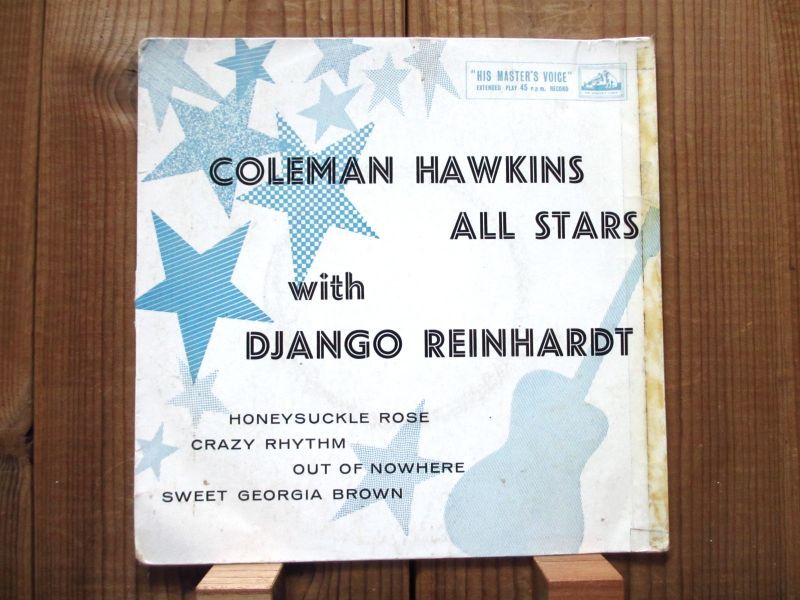 "HIS MASTER'S VOICE"
EXTENDED PLAY 45 r.p.m. RECORD
COLEMAN HAWKINS
ALL STARS
with
DJANGO REINHARDT
HONEYSUCKLE ROSE
CRAZY RHYTHM
OUT OF NOWHERE
SWEET GEORGIA BROWN